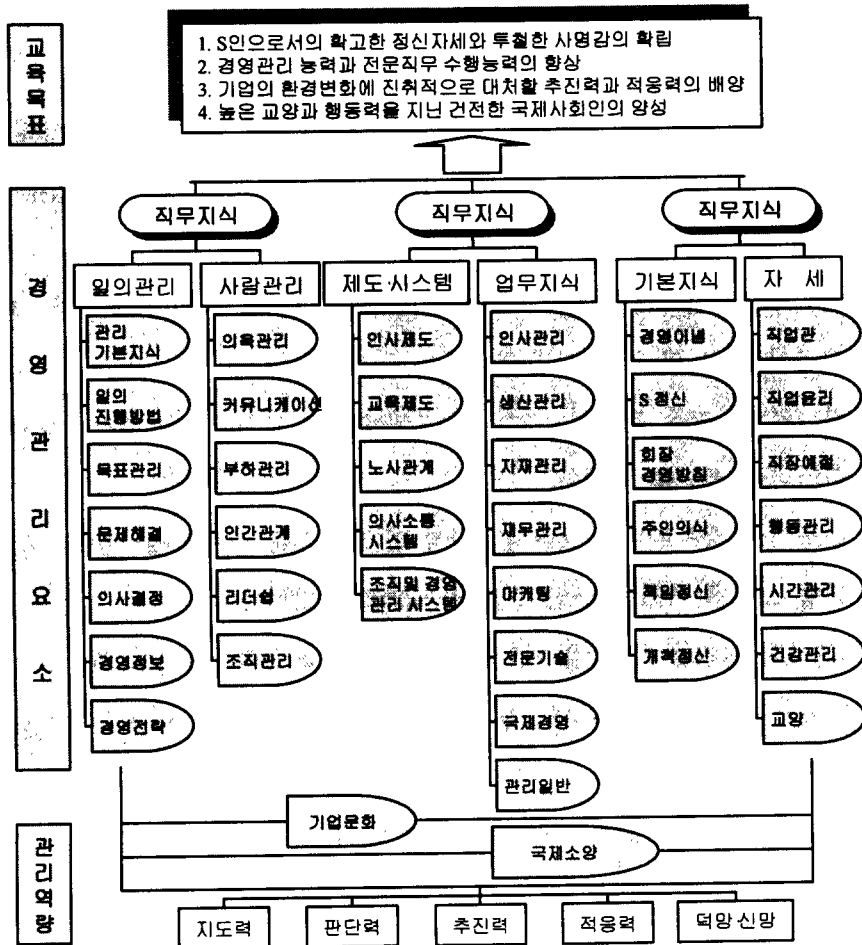 교육목표
1. S인으로서의 확고한 정신자세와 투철한 사명감의 확립
2. 경영관리 능력과 전문직무 수행능력의 향상
3. 기업의 환경변화에 진취적으로 대처할 추진력과 적응력의 배양
4. 높은 교양과 행동력을 지닌 건전한 국제사회인의 양성
경영관리요소
직무지식
직무지식
직무지식
일의관리
사람관리
제도·시스템
업무지식
기본지식
자 세
관리
기본지식
일의
진행방법
목표관리
문제해결
의사결정
경영정보
경영전략
의욕관리
커뮤니케이션
부하관리
인간관계
리더쉽
조직관리
인사제도
교육제도
노사관계
의사소통
시스템
조직및 경영
관리 시스템
인사관리
생산관리
자재관리
재무관리
마케팅
전문기술
국제경영
관리일반
경영이념
S 정신
회장
경영방침
주인의식
책임정신
개척정신
직업관
직업윤리
직장예절
행동관리
시간관리
건강관리
교양
기업문화
국제소양
관리역량
지도력
판단력
추진력
적응력
덕망·신망